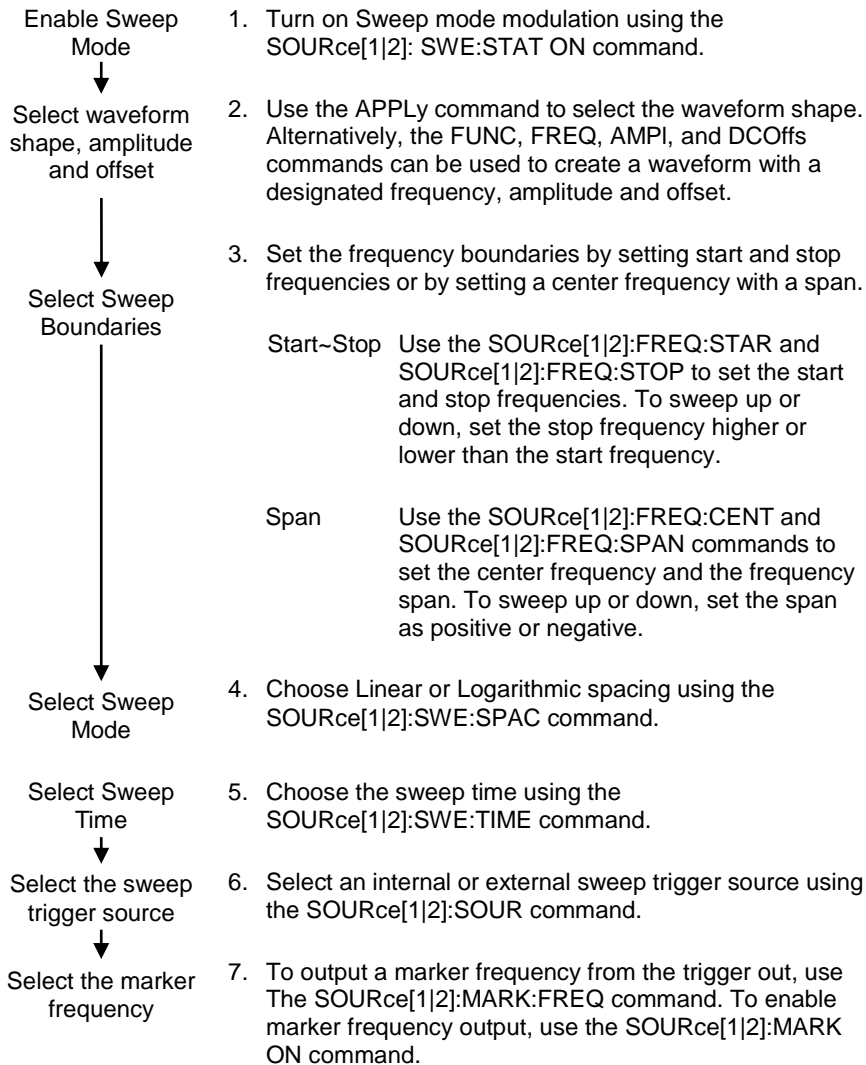 Enable Sweep
Mode
1. Turn on Sweep mode modulation using the
SOURce[1|2]: SWE:STAT ON command.
Select waveform
shape, amplitude
and offset
2. Use the APPLy command to select the waveform shape.
Alternatively, the FUNC, FREQ, AMPl, and DCOffs
commands can be used to create a waveform with a
designated frequency, amplitude and offset.
Select Sweep
Boundaries
3. Set the frequency boundaries by setting start and stop
frequencies or by setting a center frequency with a span.
Start~Stop Use the SOURce[1|2]:FREQ:STAR and
SOURce[1|2]:FREQ:STOP to set the start
and stop frequencies. To sweep up or
down, set the stop frequency higher or
lower than the start frequency.
Span Use the SOURce[1|2]:FREQ:CENT and
SOURce[1|2]:FREQ:SPAN commands to
set the center frequency and the frequency
span. To sweep up or down, set the span
as positive or negative.
Select Sweep
Mode
4. Choose Linear or Logarithmic spacing using the
SOURce[1|2]:SWE:SPAC command.
Select Sweep
Time
5. Choose the sweep time using the
SOURce[1|2]:SWE:TIME command.
Select the sweep
trigger source
6. Select an internal or external sweep trigger source using
the SOURce[1|2]:SOUR command.
Select the marker
frequency
7. To output a marker frequency from the trigger out, use
The SOURce[1|2]:MARK:FREQ command. To enable
marker frequency output, use the SOURce[1|2]:MARK
ON command.